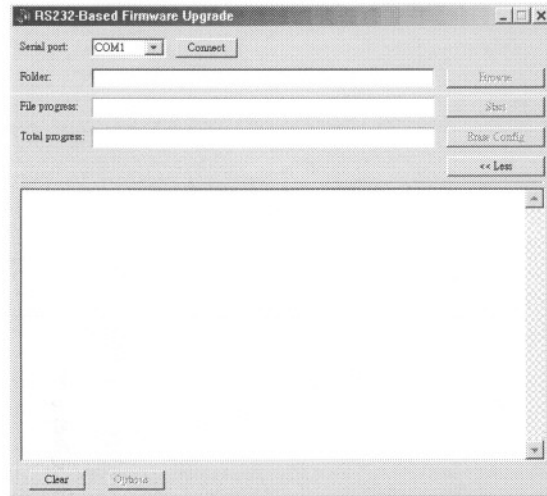 RS232-Based Firmware Upgrade
Serial port: COM1 Connect
Folder: Browse
File progress: Start
Total progress: Erase Config
<< Less
Clear Options